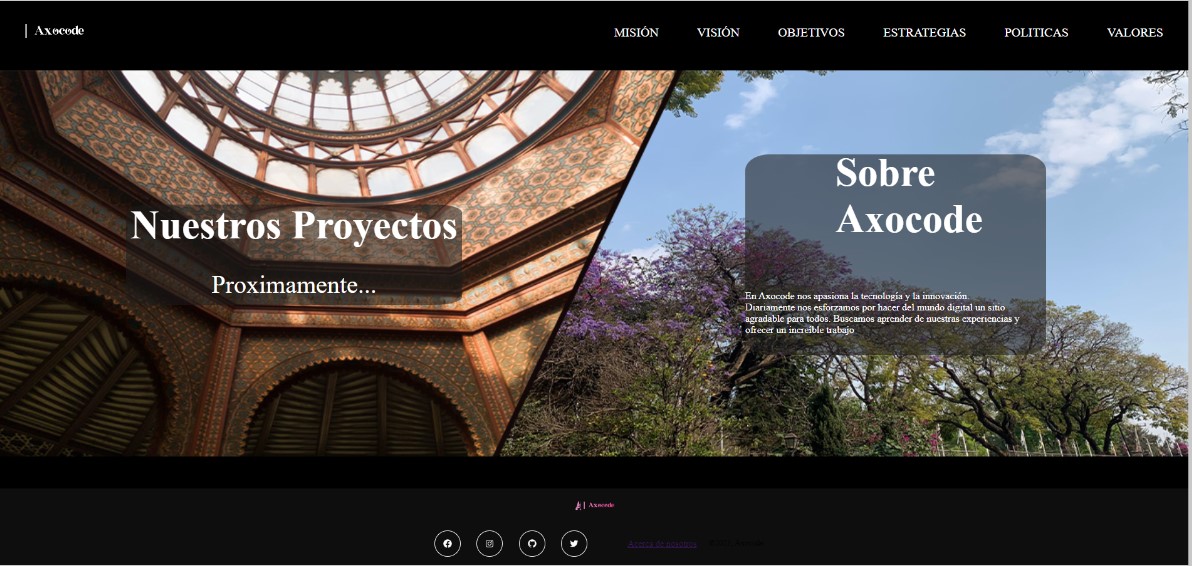 Axocode
MISIÓN VISIÓN OBJETIVOS ESTRATEGIAS POLITICAS VALORES
Nuestros Proyectos
Proximamente...
Sobre
Axocode
En Axocode nos apasiona la tecnología y la innovación.
Diariamente nos esforzamos por hacer del mundo digital un sitio
agradable para todos. Buscamos aprender de nuestras experiencias y
ofrecer un increíble trabajo
Axocode
Acerca de nosotros